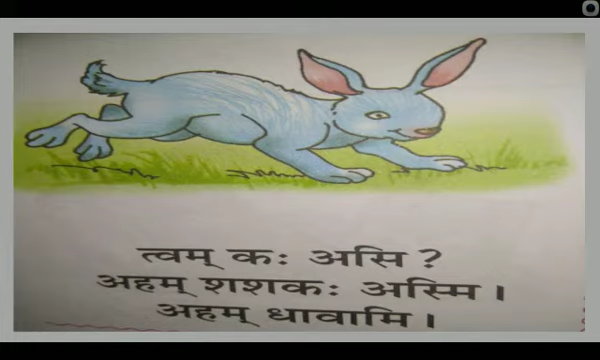 त्वम् कः असि ?
अहम् शशकः अस्मि ।
अहम् धावामि ।